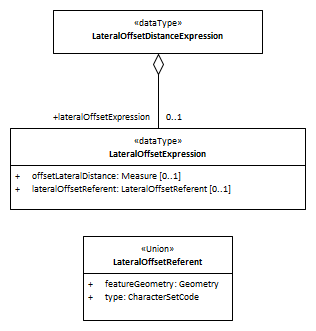 «dataType»
LateralOffsetDistanceExpression
+lateralOffsetExpression 0..1
«dataType»
LateralOffsetExpression
+ offsetLateralDistance: Measure [0..1]
+ lateralOffsetReferent: LateralOffsetReferent [0..1]
«Union»
LateralOffsetReferent
+ featureGeometry: Geometry
+ type: CharacterSetCode